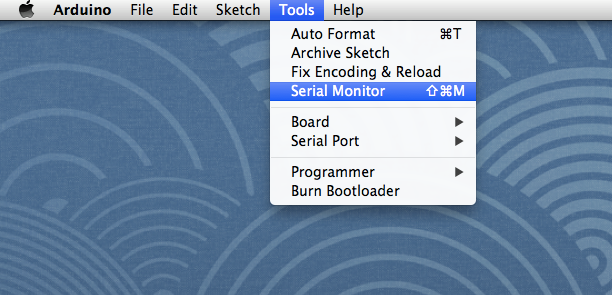 Arduino File Edit Sketch Tools Help
Auto Format ⌘T
Archive Sketch
Fix Encoding & Reload
Serial Monitor ⇧⌘M
Board ▶
Serial Port ▶
Programmer ▶
Burn Bootloader